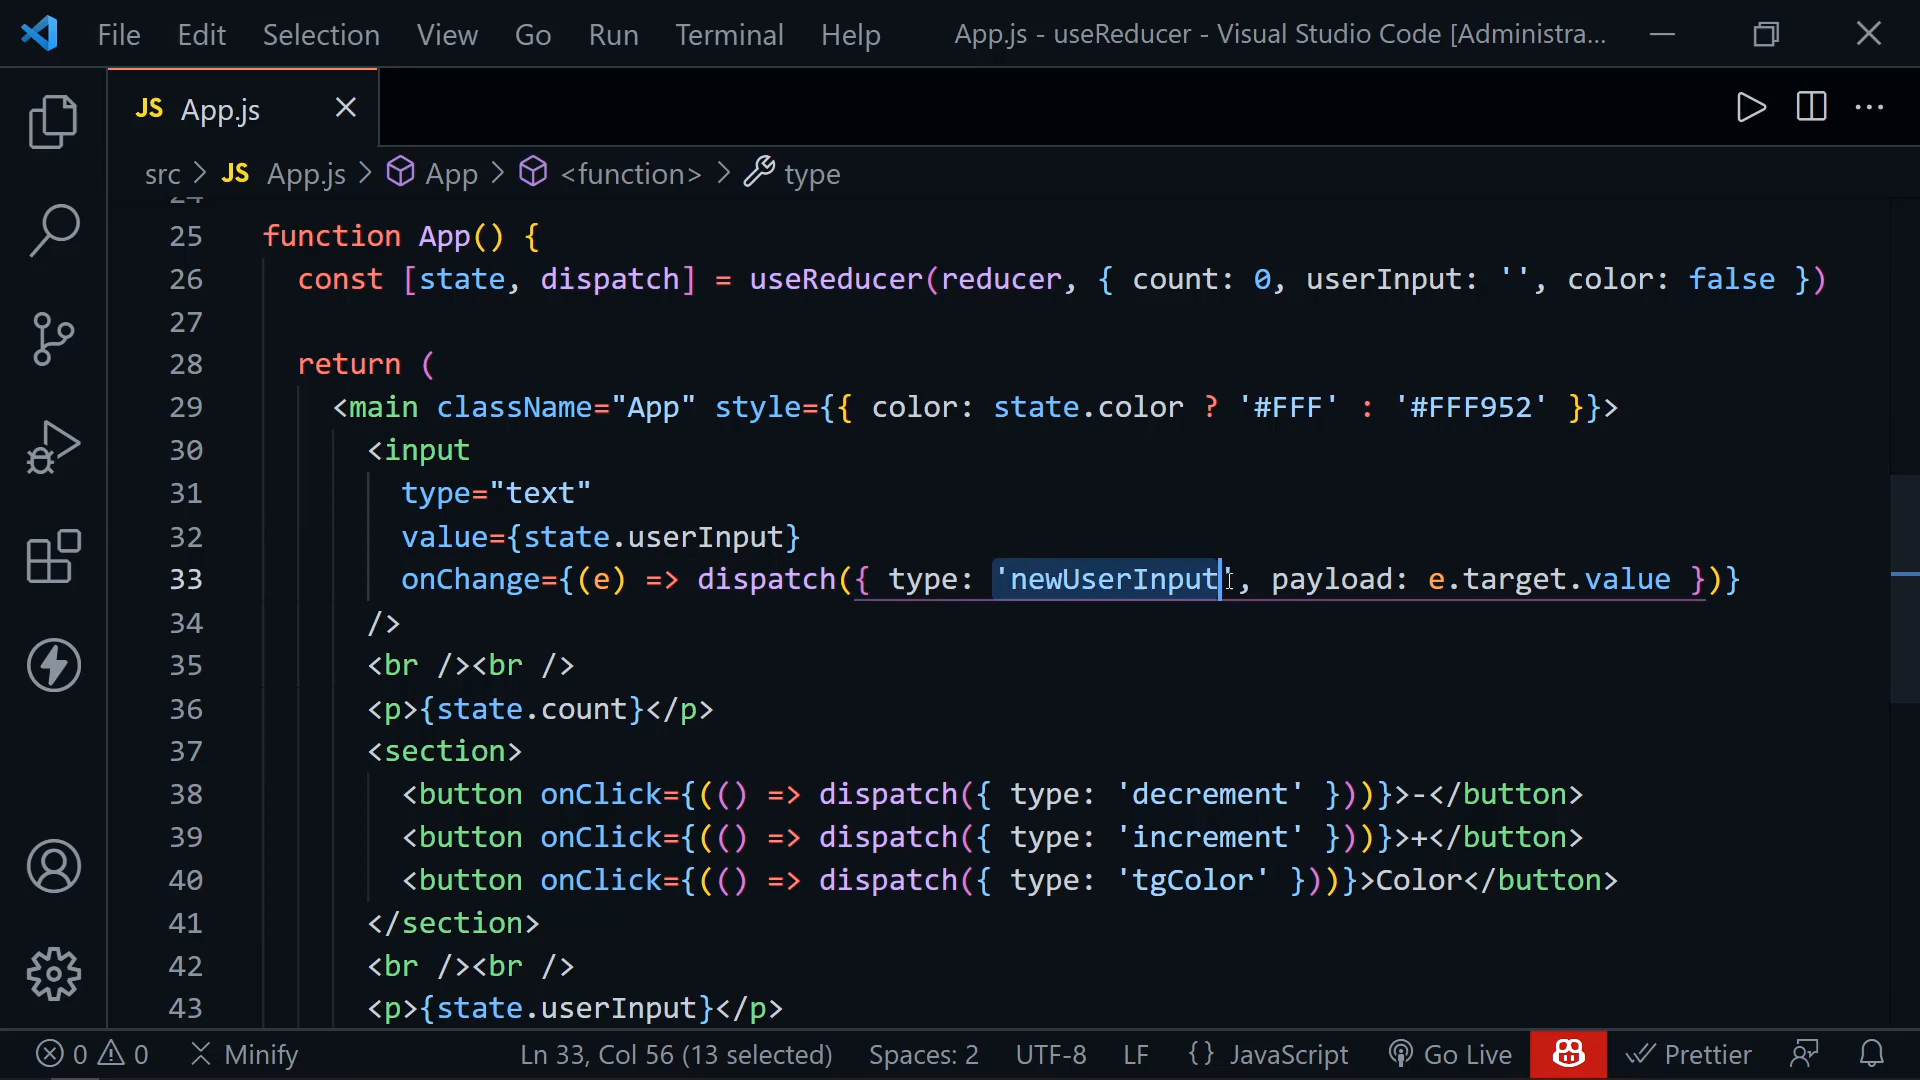 File Edit Selection View Go Run Terminal Help App.js - useReducer - Visual Studio Code [Administra...
JS App.js
src > JS App.js > App > <function> > type
24
25 function App() {
26 const [state, dispatch] = useReducer(reducer, { count: 0, userInput: '', color: false })
27
28 return (
29 <main className="App" style={{ color: state.color ? '#FFF' : '#FFF952' }}>
30 <input
31 type="text"
32 value={state.userInput}
33 onChange={(e) => dispatch({ type: 'newUserInput', payload: e.target.value })}
34 />
35 <br /><br />
36 <p>{state.count}</p>
37 <section>
38 <button onClick={(() => dispatch({ type: 'decrement' }))}>-</button>
39 <button onClick={(() => dispatch({ type: 'increment' }))}>+</button>
40 <button onClick={(() => dispatch({ type: 'tgColor' }))}>Color</button>
41 </section>
42 <br /><br />
43 <p>{state.userInput}</p>
0 0 Minify Ln 33, Col 56 (13 selected) Spaces: 2 UTF-8 LF {} JavaScript Go Live Prettier